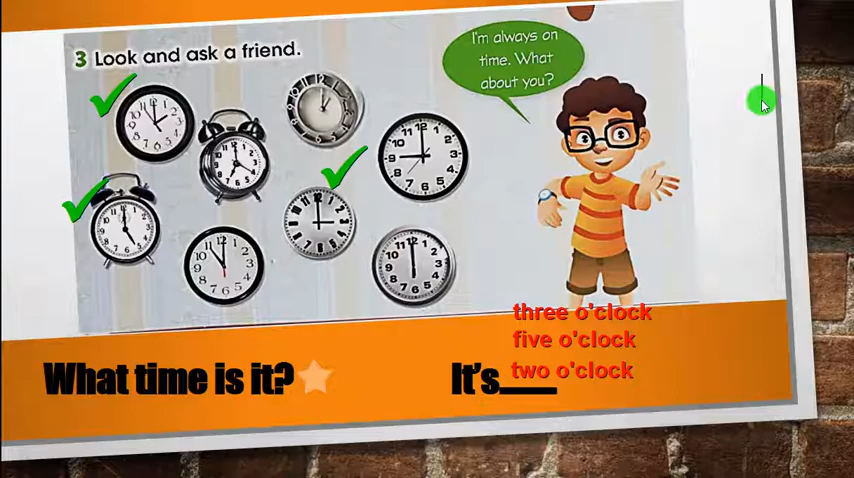 3 Look and ask a friend.
I'm always on
time. What
about you?
three o'clock
five o'clock
two o'clock
What time is it?
It's____